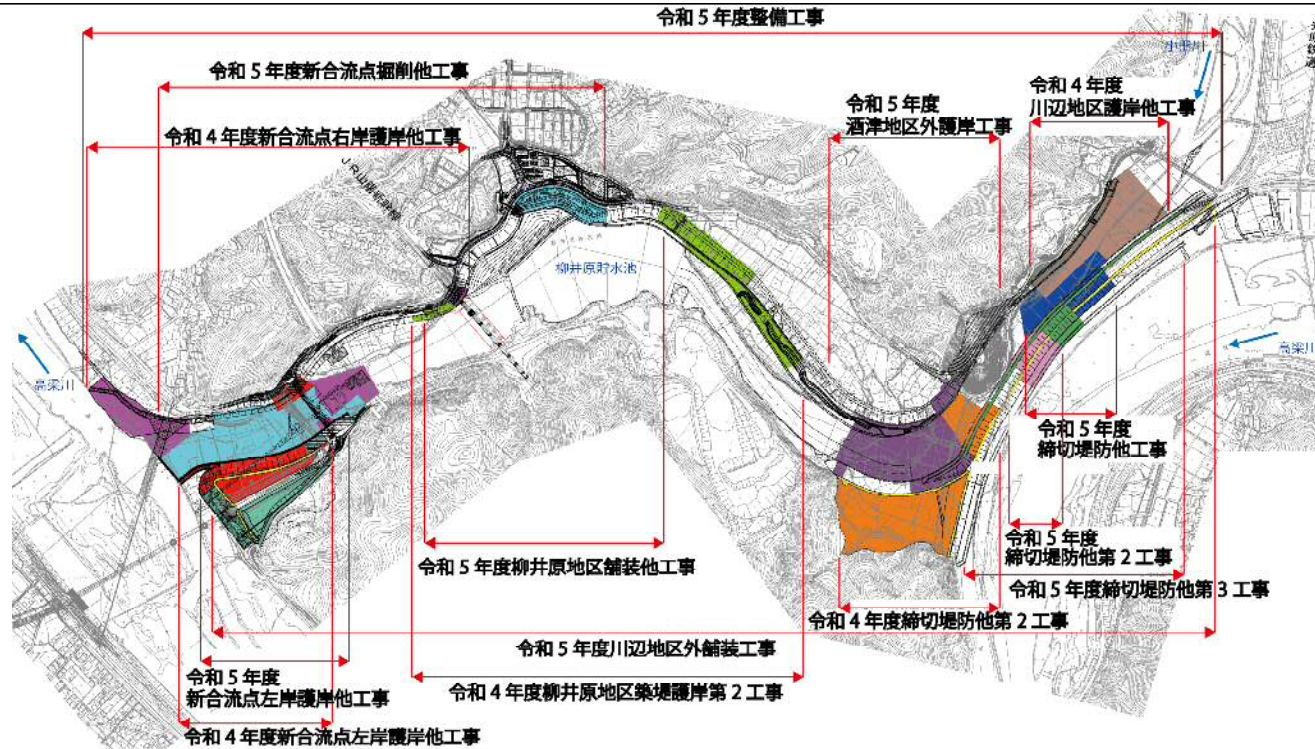 令和5年度整備工事
小田川
令和5年度新合流点掘削他工事
令和5年度
酒津地区外護岸工事
令和4年度
川辺地区護岸他工事
令和4年度新合流点右岸護岸他工事
柳井原貯水池
高梁川
高梁川
令和5年度
締切堤防他工事
令和5年度
締切堤防他第2工事
令和5年度柳井原地区舗装他工事
令和5年度締切堤防他第3工事
令和4年度締切堤防他第2工事
令和5年度川辺地区外舗装工事
令和5年度
新合流点左岸護岸他工事
令和4年度柳井原地区築堤護岸第2工事
令和4年度新合流点左岸護岸他工事